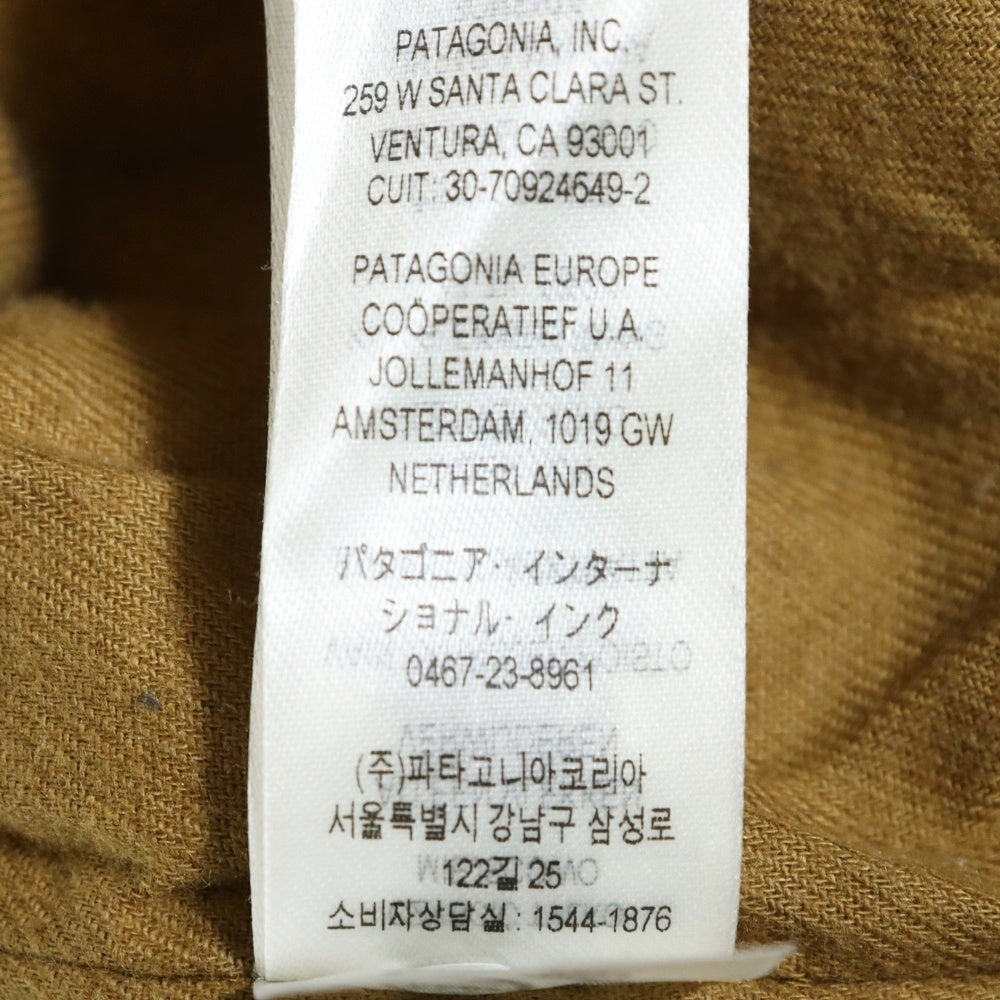 PATAGONIA, INC.
259 W SANTA CLARA ST.
VENTURA, CA 93001
CUIT: 30-70924649-2
PATAGONIA EUROPE
COÖPERATIEF U.A.
JOLLEMANHOF 11
AMSTERDAM, 1019 GW
NETHERLANDS
パタゴニア・インターナ
ショナル・インク
0467-23-8961
(주)파타고니아코리아
서울특별시 강남구 삼성로
122길 25
소비자상담실 : 1544-1876